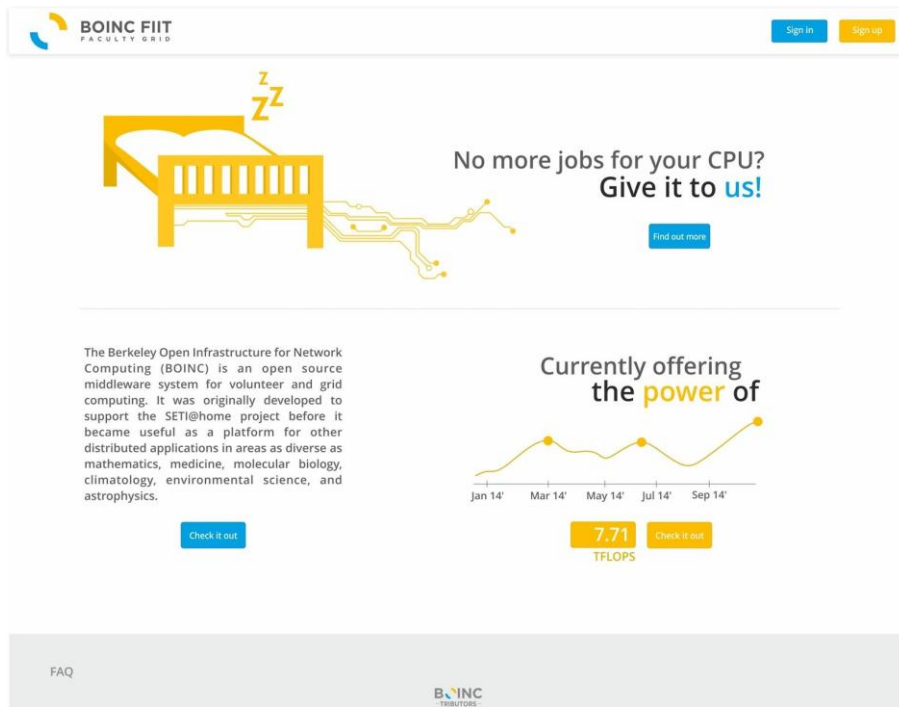 BOINC FIIT
FACULTY GRID
Sign in
Sign up
z
Z
Z
No more jobs for your CPU?
Give it to us!
Find out more
The Berkeley Open Infrastructure for Network
Computing (BOINC) is an open source
middleware system for volunteer and grid
computing. It was originally developed to
support the SETI@home project before it
became useful as a platform for other
distributed applications in areas as diverse as
mathematics, medicine, molecular biology,
climatology, environmental science, and
astrophysics.
Check it out
Currently offering
the power of
Jan 14' Mar 14' May 14' Jul 14' Sep 14'
7.71
TFLOPS
Check it out
FAQ
BOINC
- TRIBUTORS -